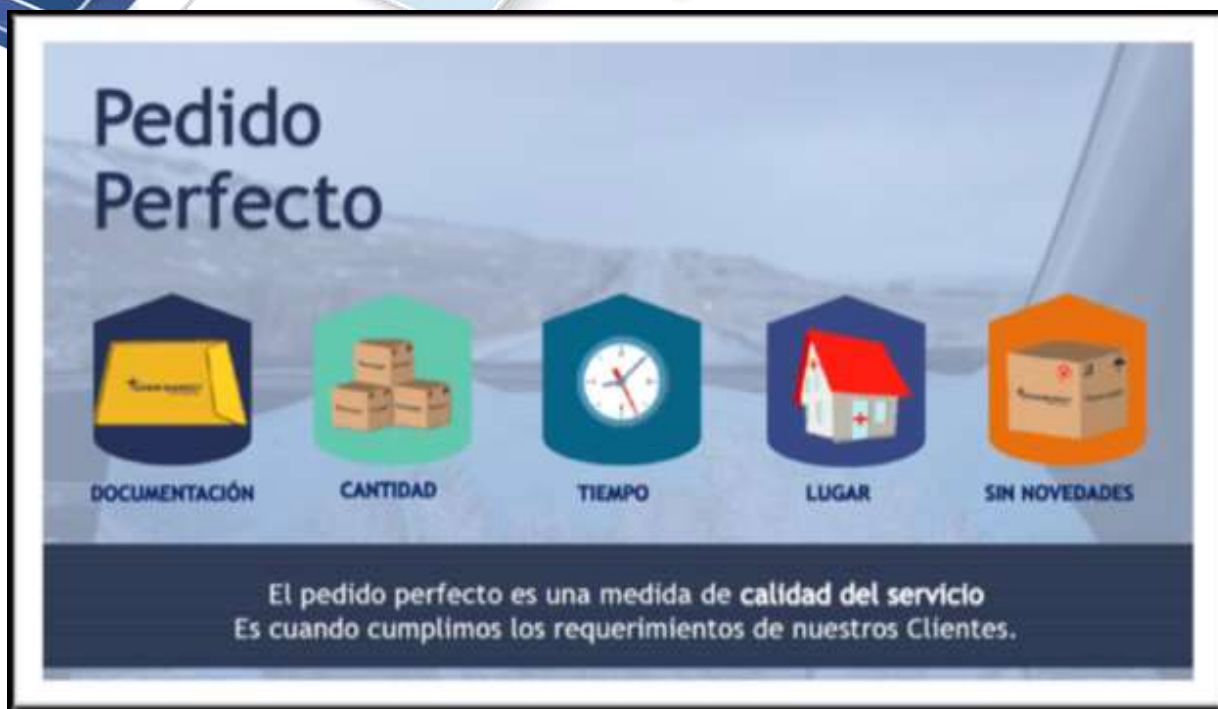 Pedido
Perfecto
DOCUMENTACIÓN
CANTIDAD
TIEMPO
LUGAR
SIN NOVEDADES
El pedido perfecto es una medida de calidad del servicio
Es cuando cumplimos los requerimientos de nuestros Clientes.